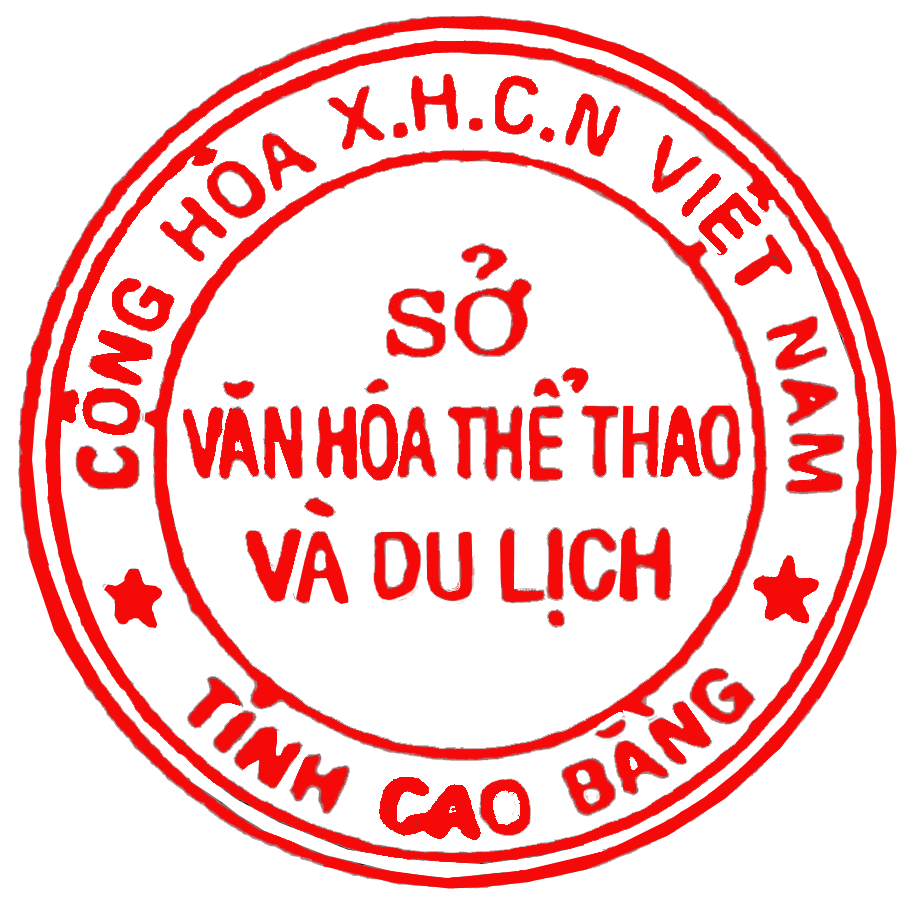 CỘNG HÒA X.H.C.N VIỆT NAM
SỞ
VĂN HÓA THỂ THAO
VÀ DU LỊCH
TỈNH CAO BẰNG